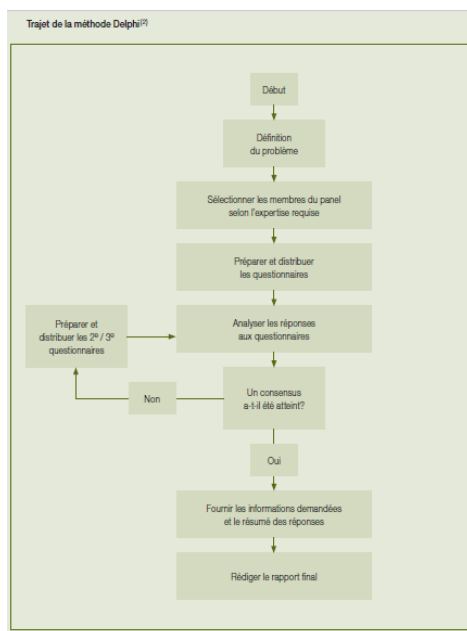 Trajet de la méthode Delphi(2)
Début
Définition
du problème
Sélectionner les membres du panel
selon l'expertise requise
Préparer et distribuer
les questionnaires
Préparer et
distribuer les 2e / 3e
questionnaires
Analyser les réponses
aux questionnaires
Un consensus
a-t-il été atteint?
Non
Oui
Fournir les informations demandées
et le résumé des réponses
Rédiger le rapport final